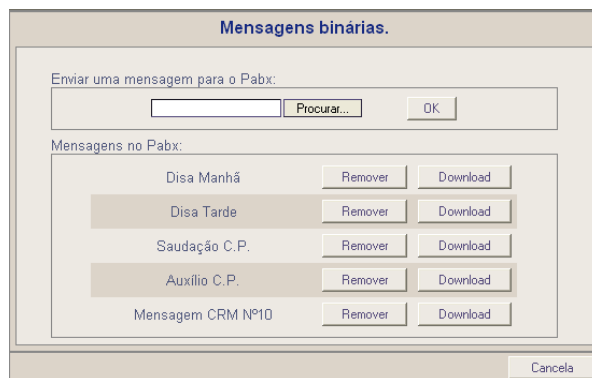 Mensagens binárias.
Enviar uma mensagem para o Pabx:
Procurar... OK
Mensagens no Pabx:
Disa Manhã Remover Download
Disa Tarde Remover Download
Saudação C.P. Remover Download
Auxílio C.P. Remover Download
Mensagem CRM Nº10 Remover Download
Cancela